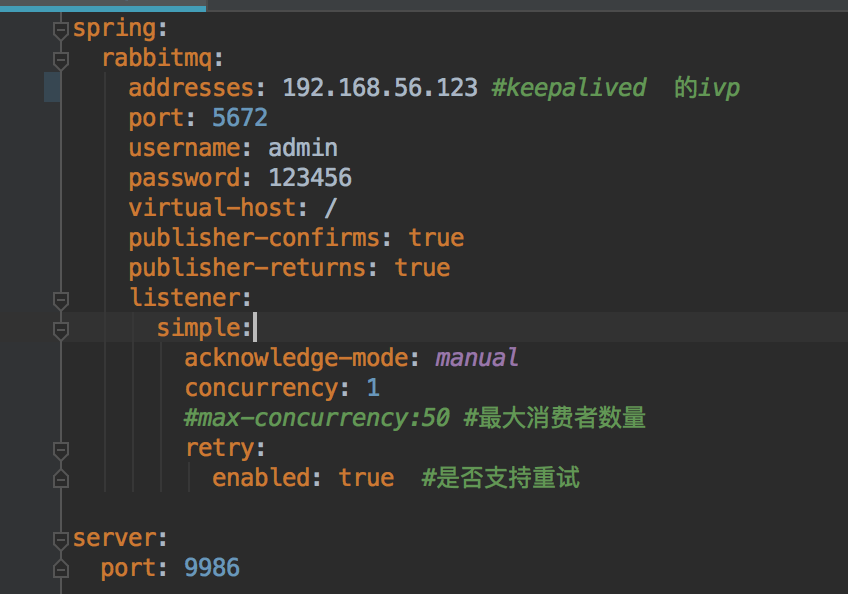 spring:
rabbitmq:
addresses: 192.168.56.123 #keepalived 的ivp
port: 5672
username: admin
password: 123456
virtual-host: /
publisher-confirms: true
publisher-returns: true
listener:
simple:
acknowledge-mode: manual
concurrency: 1
#max-concurrency:50 #最大消费者数量
retry:
enabled: true #是否支持重试
server:
port: 9986